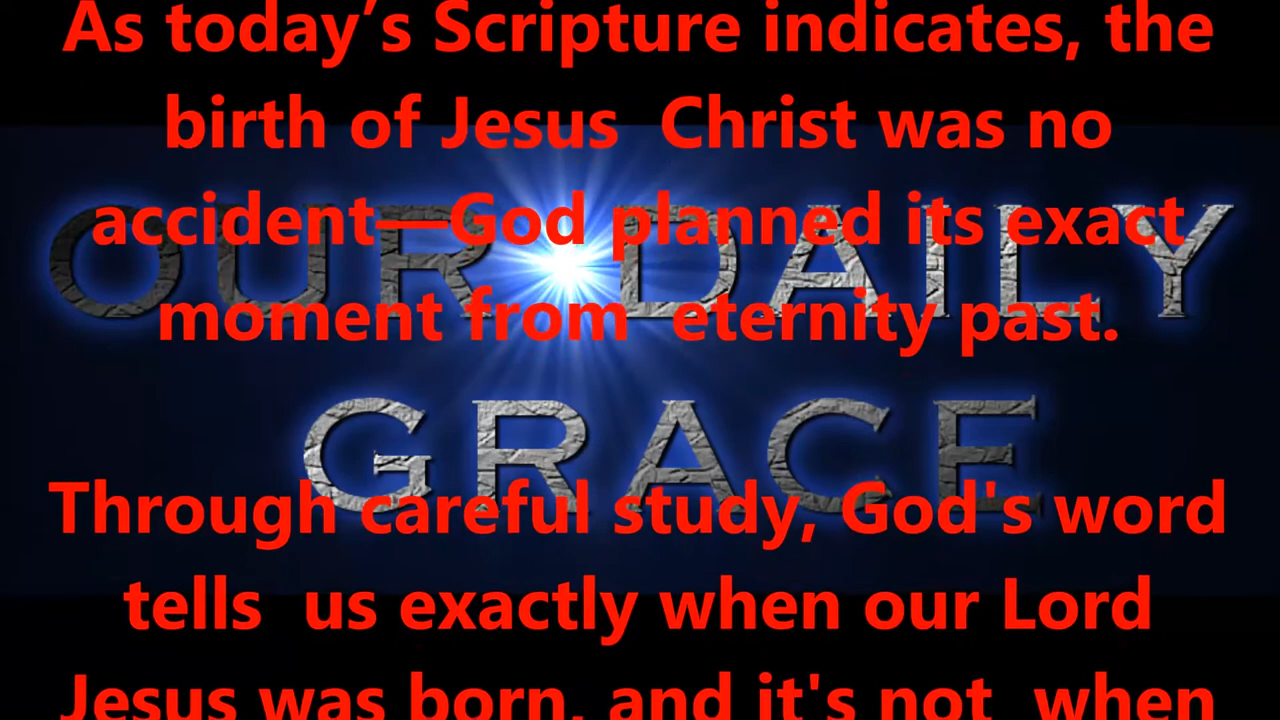 As today’s Scripture indicates, the
birth of Jesus  Christ was no
accident—God planned its exact
OUR DAILY
moment from  eternity past.
GRACE
Through careful study, God's word
tells  us exactly when our Lord
Jesus was born, and it's not  when